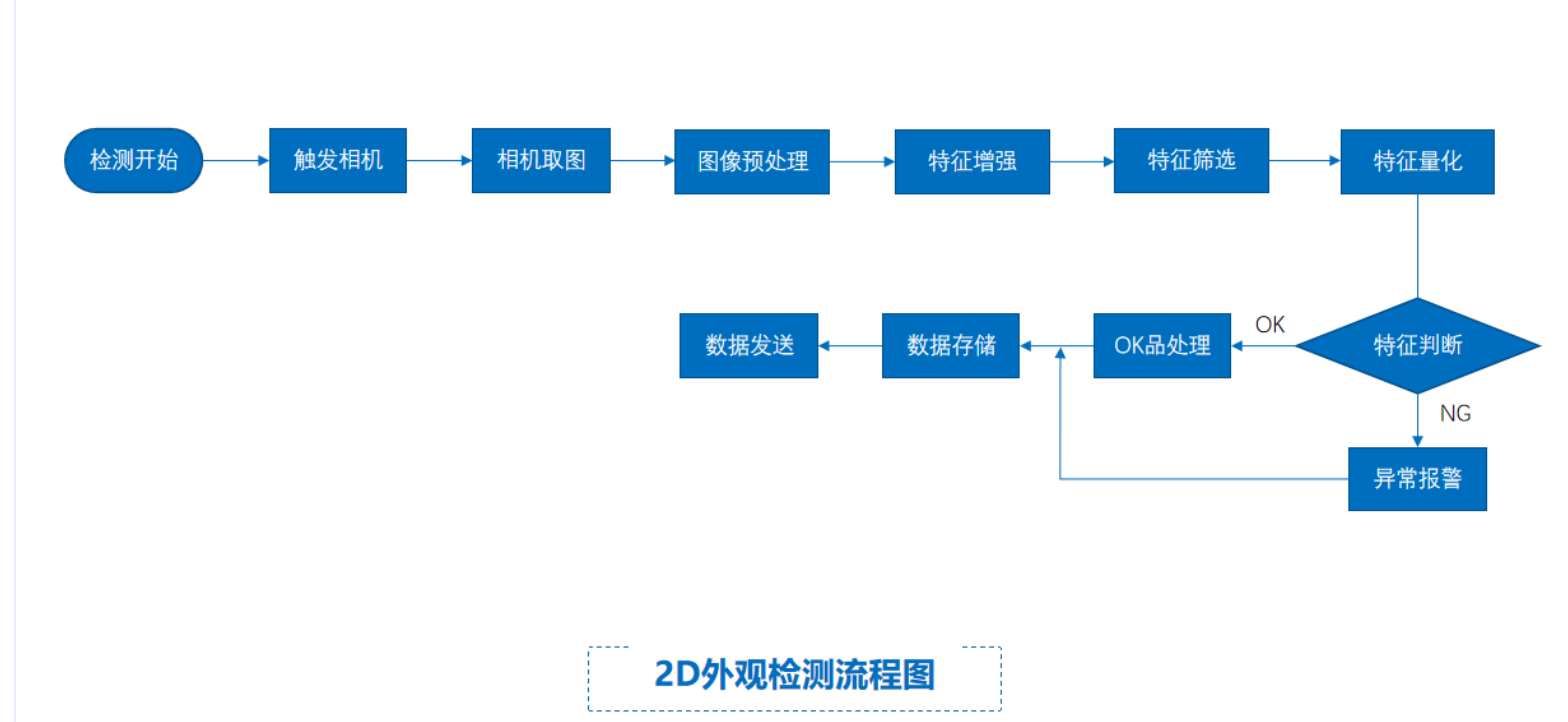 检测开始
触发相机
相机取图
图像预处理
特征增强
特征筛选
特征量化
数据发送
数据存储
OK品处理
OK
特征判断
NG
异常报警
2D外观检测流程图